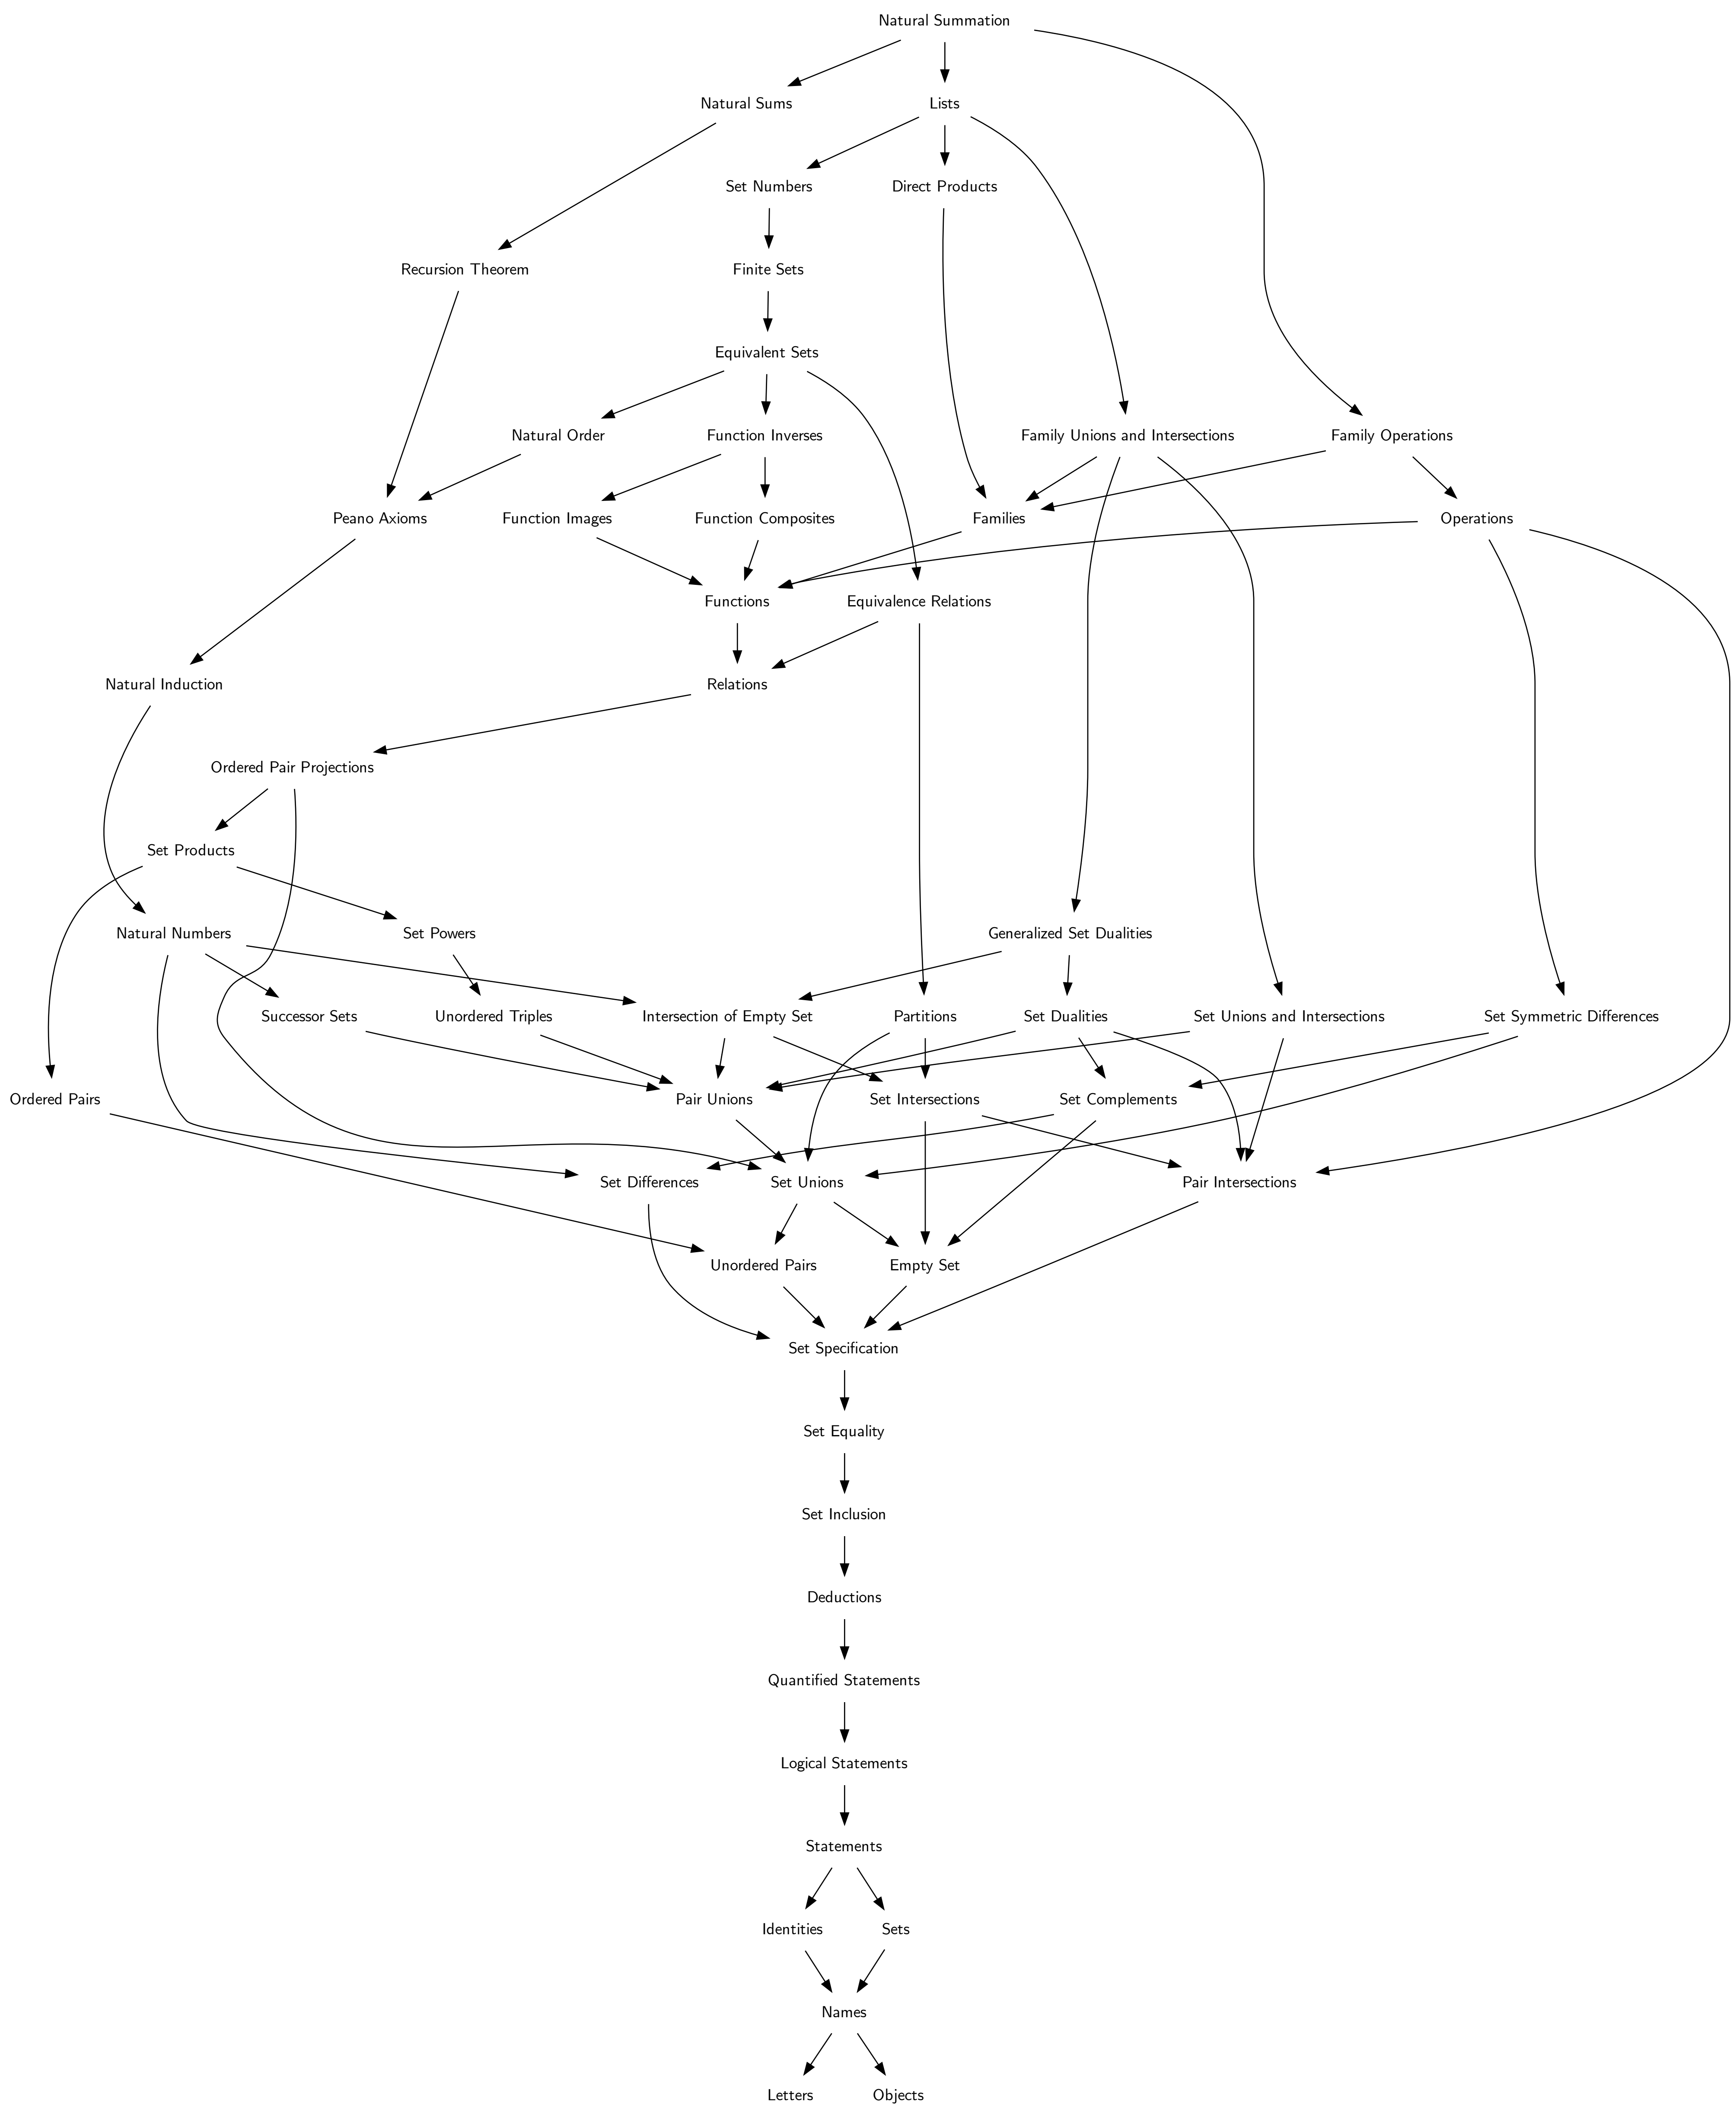 Natural Summation
Natural Sums
Lists
Set Numbers
Direct Products
Recursion Theorem
Finite Sets
Equivalent Sets
Natural Order
Function Inverses
Family Unions and Intersections
Family Operations
Peano Axioms
Function Images
Function Composites
Families
Operations
Functions
Equivalence Relations
Natural Induction
Relations
Ordered Pair Projections
Set Products
Natural Numbers
Set Powers
Generalized Set Dualities
Successor Sets
Unordered Triples
Intersection of Empty Set
Partitions
Set Dualities
Set Unions and Intersections
Set Symmetric Differences
Ordered Pairs
Pair Unions
Set Intersections
Set Complements
Set Differences
Set Unions
Pair Intersections
Unordered Pairs
Empty Set
Set Specification
Set Equality
Set Inclusion
Deductions
Quantified Statements
Logical Statements
Statements
Identities
Sets
Names
Letters
Objects